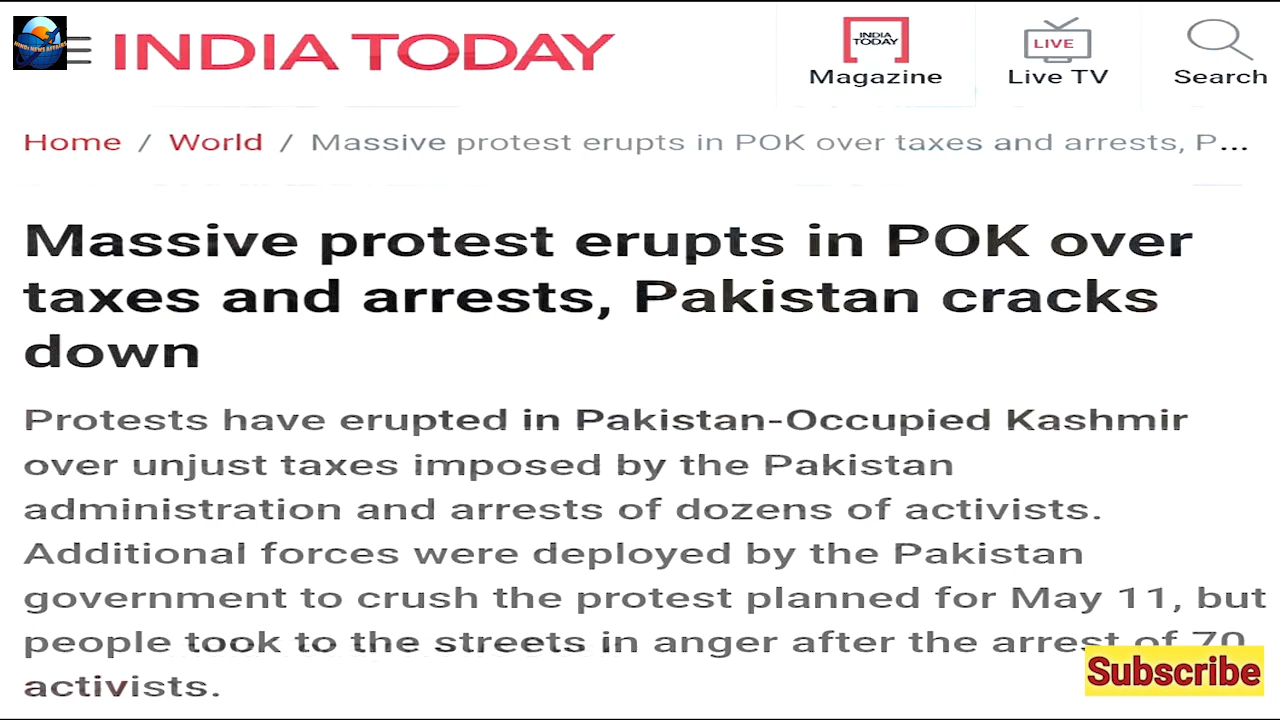 HINDI NEWS AFFAIRS
INDIA TODAY
INDIA
TODAY
Magazine
LIVE
Live TV
Search
Home / World / Massive protest erupts in POK over taxes and arrests, P...
Massive protest erupts in POK over
taxes and arrests, Pakistan cracks
down
Protests have erupted in Pakistan-Occupied Kashmir
over unjust taxes imposed by the Pakistan
administration and arrests of dozens of activists.
Additional forces were deployed by the Pakistan
government to crush the protest planned for May 11, but
people took to the streets in anger after the arrest of 70
activists.
Subscribe